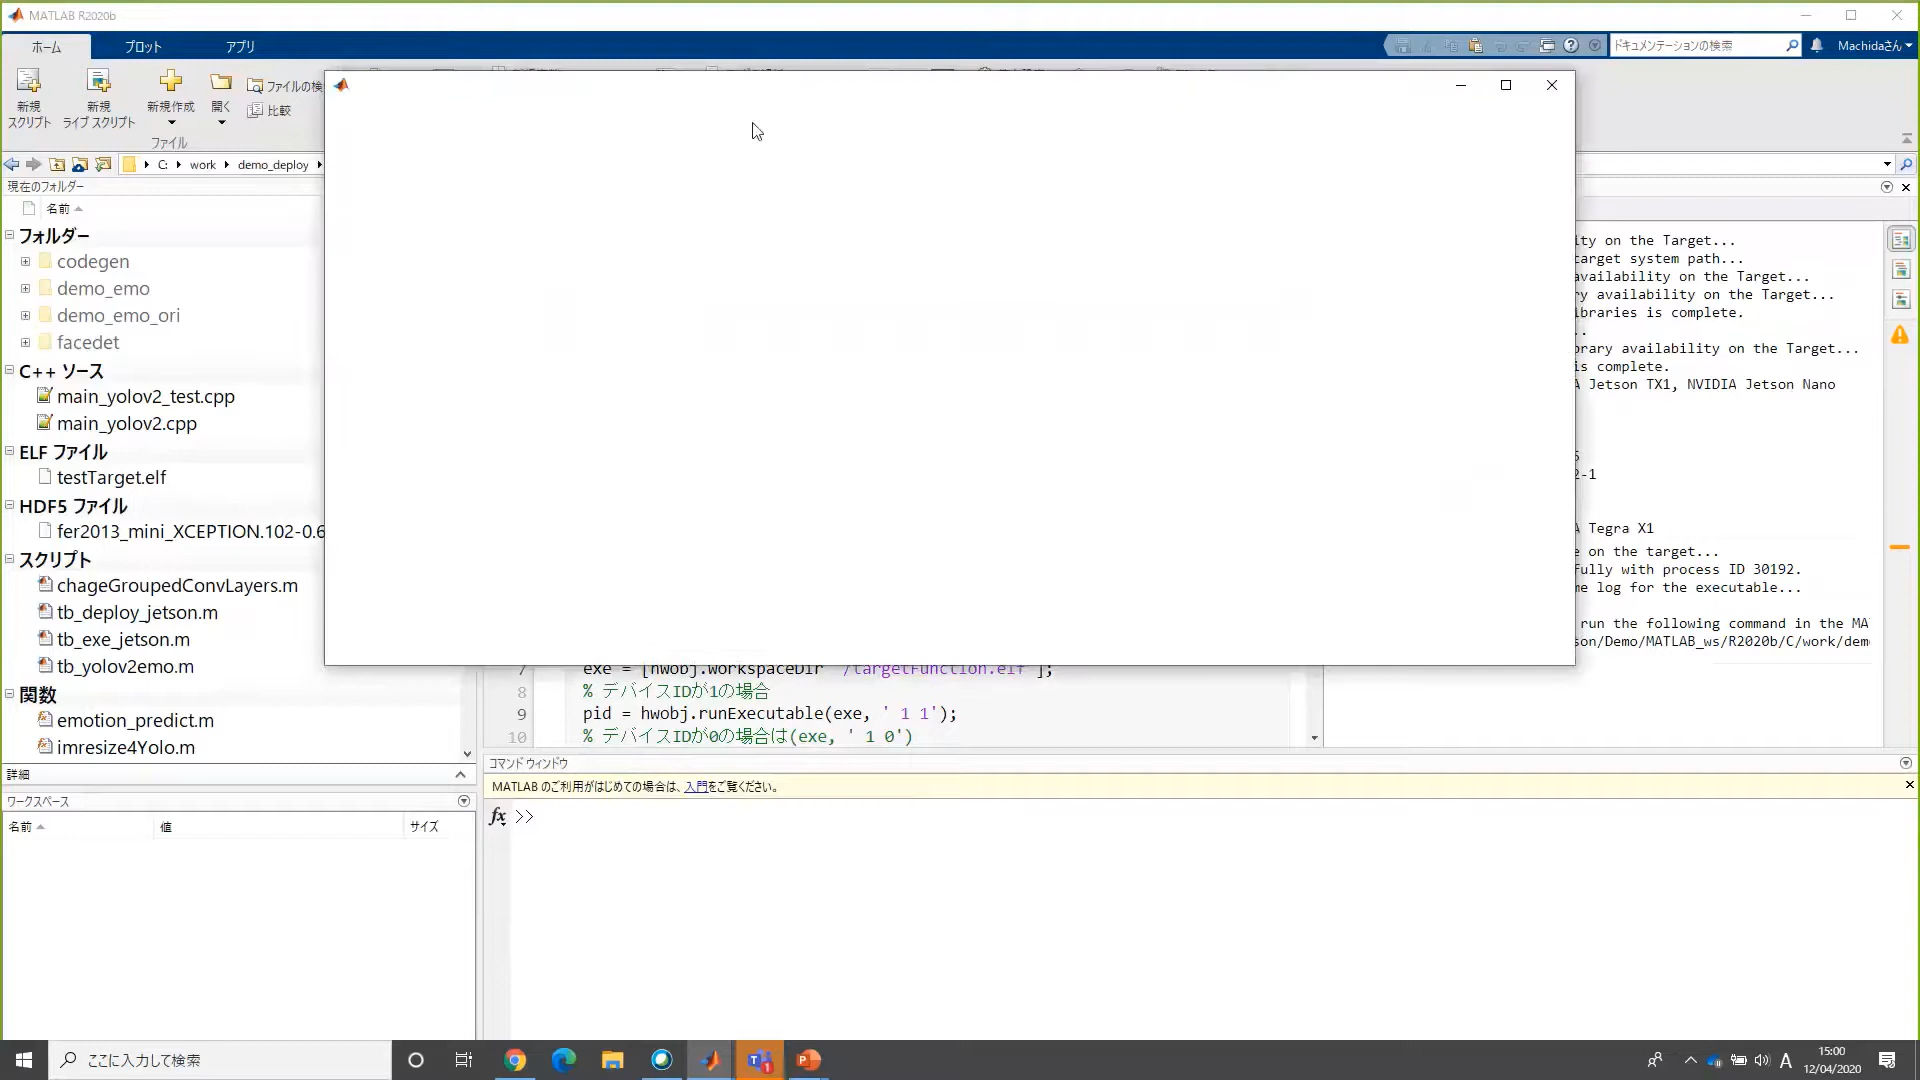 MATLAB R2020b
ホーム
プロット
アプリ
ドキュメンテーションの検索
Machidaさん
新規 スクリプト
新規 ライブ スクリプト
新規作成
開く
ファイルの検
比較
ファイル
C:
work
demo_deploy
現在のフォルダー
名前
フォルダー
codegen
demo_emo
demo_emo_ori
facedet
C++ ソース
main_yolov2_test.cpp
main_yolov2.cpp
ELF ファイル
testTarget.elf
HDF5 ファイル
fer2013_mini_XCEPTION.102-0.6
スクリプト
chageGroupedConvLayers.m
tb_deploy_jetson.m
tb_exe_jetson.m
tb_yolov2emo.m
関数
emotion_predict.m
imresize4Yolo.m
詳細
ワークスペース
名前
値
サイズ
ity on the Target...
target system path...
availability on the Target...
ry availability on the Target...
ibraries is complete.
..
brary availability on the Target...
is complete.
A Jetson TX1, NVIDIA Jetson Nano
2-1
A Tegra X1
e on the target...
fully with process ID 30192.
me log for the executable...
run the following command in the MA
son/Demo/MATLAB_ws/R2020b/C/work/dem
7 exe = [hwobj.workspaceDir '/targetFunction.elf'];
8 % デバイスIDが1の場合
9 pid = hwobj.runExecutable(exe, ' 1 1');
10 % デバイスIDが0の場合は(exe, ' 1 0')
コマンド ウィンドウ
MATLAB のご利用がはじめての場合は、入門をご覧ください。
fx >>
ここに入力して検索
A
15:00
12/04/2020